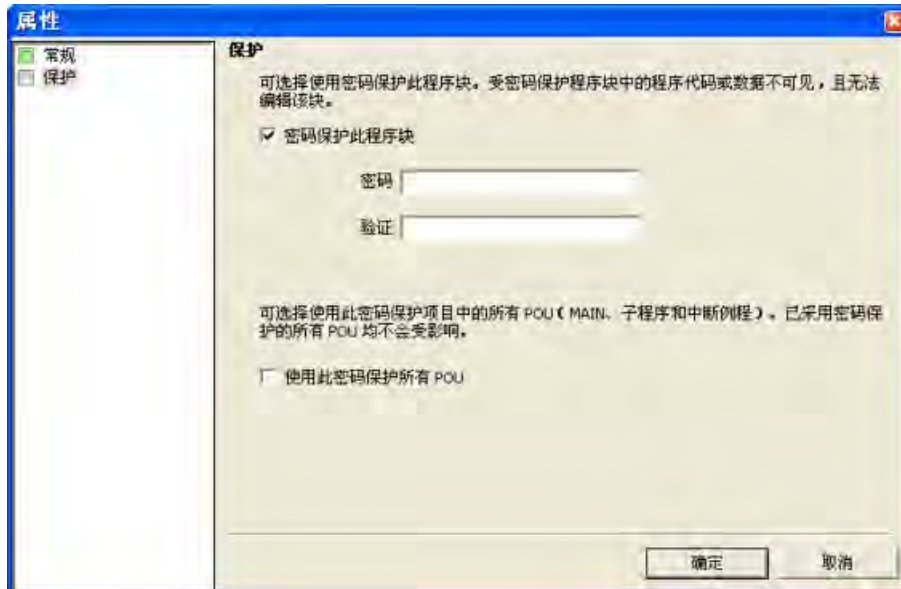 属性
常规
保护
保护
可选择使用密码保护此程序块。受密码保护程序块中的程序代码或数据不可见，且无法
编辑该块。
密码保护此程序块
密码
验证
可选择使用此密码保护项目中的所有 POU（MAIN、子程序和中断例程）。已采用密码保
护的所有 POU 均不会受影响。
使用此密码保护所有 POU
确定
取消